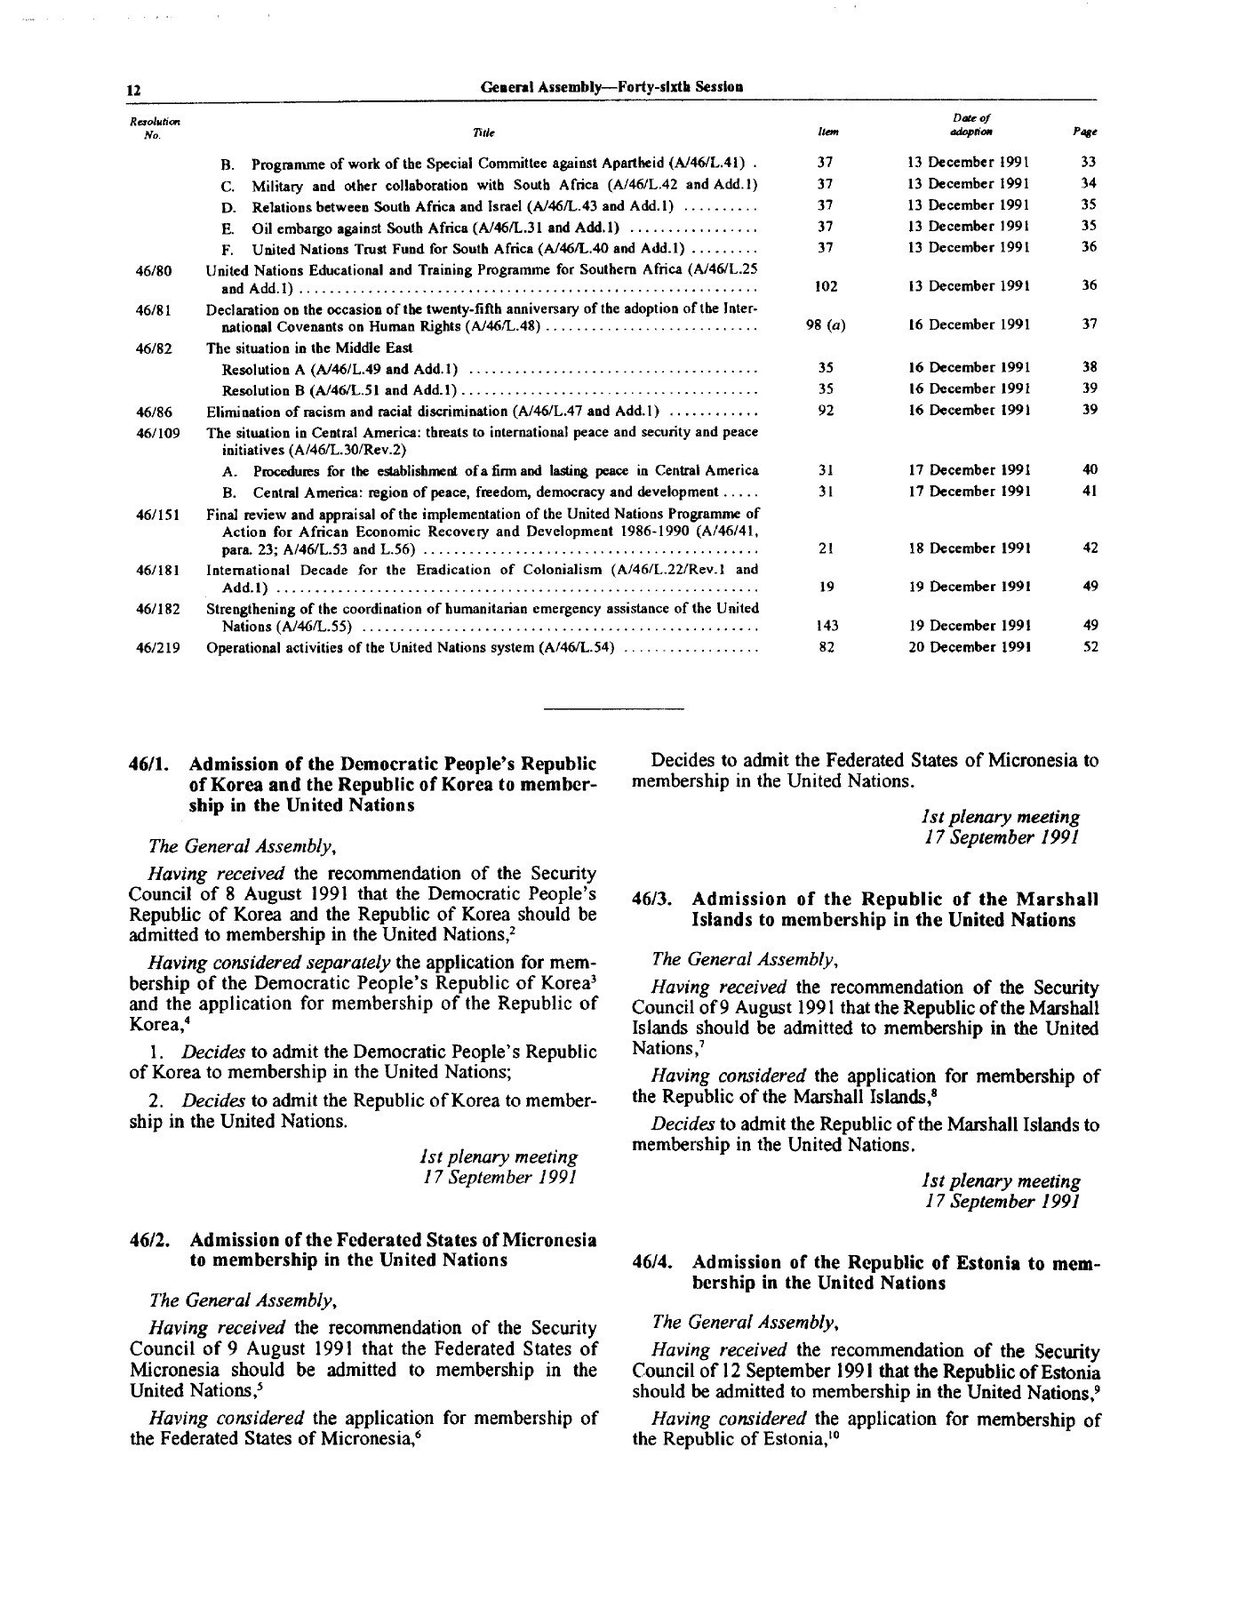 12
General Assembly—Forty-sixth Session
Resolution No. Title Item Date of adoption Page
B. Programme of work of the Special Committee against Apartheid (A/46/L.41) . 37 13 December 1991 33
C. Military and other collaboration with South Africa (A/46/L.42 and Add.1) 37 13 December 1991 34
D. Relations between South Africa and Israel (A/46/L.43 and Add.1) .......... 37 13 December 1991 35
E. Oil embargo against South Africa (A/46/L.31 and Add.1) ................. 37 13 December 1991 35
F. United Nations Trust Fund for South Africa (A/46/L.40 and Add.1) ......... 37 13 December 1991 36
46/80 United Nations Educational and Training Programme for Southern Africa (A/46/L.25
and Add.1) ............................................................ 102 13 December 1991 36
46/81 Declaration on the occasion of the twenty-fifth anniversary of the adoption of the Inter-
national Covenants on Human Rights (A/46/L.48) ............................ 98 (a) 16 December 1991 37
46/82 The situation in the Middle East
Resolution A (A/46/L.49 and Add.1) ...................................... 35 16 December 1991 38
Resolution B (A/46/L.51 and Add.1) ....................................... 35 16 December 1991 39
46/86 Elimination of racism and racial discrimination (A/46/L.47 and Add.1) ............ 92 16 December 1991 39
46/109 The situation in Central America: threats to international peace and security and peace
initiatives (A/46/L.30/Rev.2)
A. Procedures for the establishment of a firm and lasting peace in Central America 31 17 December 1991 40
B. Central America: region of peace, freedom, democracy and development ..... 31 17 December 1991 41
46/151 Final review and appraisal of the implementation of the United Nations Programme of
Action for African Economic Recovery and Development 1986-1990 (A/46/41,
para. 23; A/46/L.53 and L.56) ............................................ 21 18 December 1991 42
46/181 International Decade for the Eradication of Colonialism (A/46/L.22/Rev.1 and
Add.1) ............................................................... 19 19 December 1991 49
46/182 Strengthening of the coordination of humanitarian emergency assistance of the United
Nations (A/46/L.55) .................................................... 143 19 December 1991 49
46/219 Operational activities of the United Nations system (A/46/L.54) .................. 82 20 December 1991 52
46/1. Admission of the Democratic People's Republic
of Korea and the Republic of Korea to member-
ship in the United Nations
The General Assembly,
Having received the recommendation of the Security
Council of 8 August 1991 that the Democratic People's
Republic of Korea and the Republic of Korea should be
admitted to membership in the United Nations,²
Having considered separately the application for mem-
bership of the Democratic People's Republic of Korea³
and the application for membership of the Republic of
Korea,⁴
1. Decides to admit the Democratic People's Republic
of Korea to membership in the United Nations;
2. Decides to admit the Republic of Korea to member-
ship in the United Nations.
1st plenary meeting
17 September 1991
46/2. Admission of the Federated States of Micronesia
to membership in the United Nations
The General Assembly,
Having received the recommendation of the Security
Council of 9 August 1991 that the Federated States of
Micronesia should be admitted to membership in the
United Nations,⁵
Having considered the application for membership of
the Federated States of Micronesia,⁶
Decides to admit the Federated States of Micronesia to
membership in the United Nations.
1st plenary meeting
17 September 1991
46/3. Admission of the Republic of the Marshall
Islands to membership in the United Nations
The General Assembly,
Having received the recommendation of the Security
Council of 9 August 1991 that the Republic of the Marshall
Islands should be admitted to membership in the United
Nations,⁷
Having considered the application for membership of
the Republic of the Marshall Islands,⁸
Decides to admit the Republic of the Marshall Islands to
membership in the United Nations.
1st plenary meeting
17 September 1991
46/4. Admission of the Republic of Estonia to mem-
bership in the United Nations
The General Assembly,
Having received the recommendation of the Security
Council of 12 September 1991 that the Republic of Estonia
should be admitted to membership in the United Nations,⁹
Having considered the application for membership of
the Republic of Estonia,¹⁰